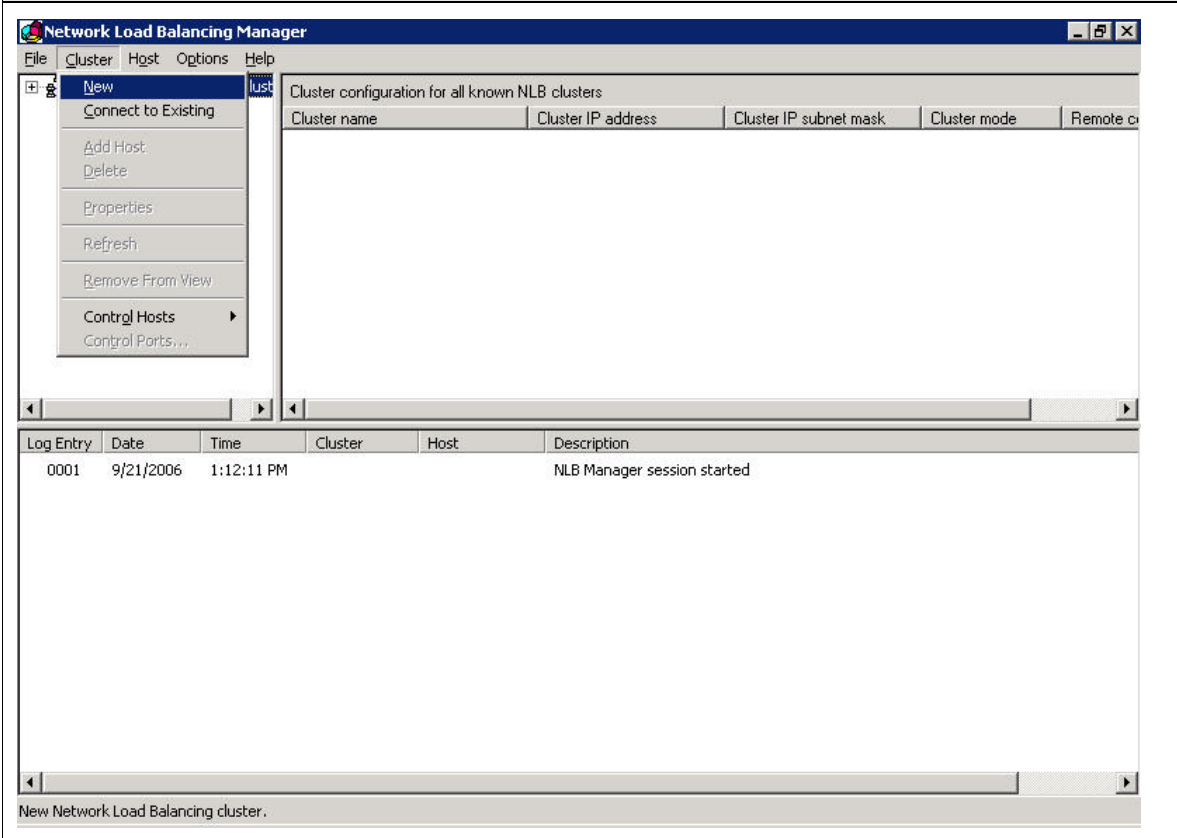 Network Load Balancing Manager
File Cluster Host Options Help
New
Connect to Existing
Add Host
Delete
Properties
Refresh
Remove From View
Control Hosts
Control Ports...
lust
Cluster configuration for all known NLB clusters
Cluster name Cluster IP address Cluster IP subnet mask Cluster mode Remote c
Log Entry Date Time Cluster Host Description
0001 9/21/2006 1:12:11 PM NLB Manager session started
New Network Load Balancing cluster.